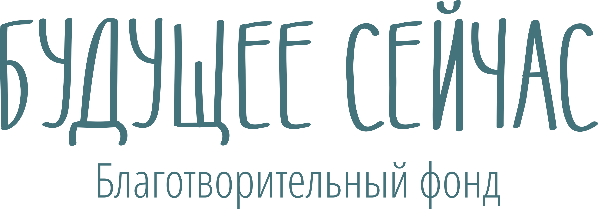 БУДУЩЕЕ СЕЙЧАС
Благотворительный фонд